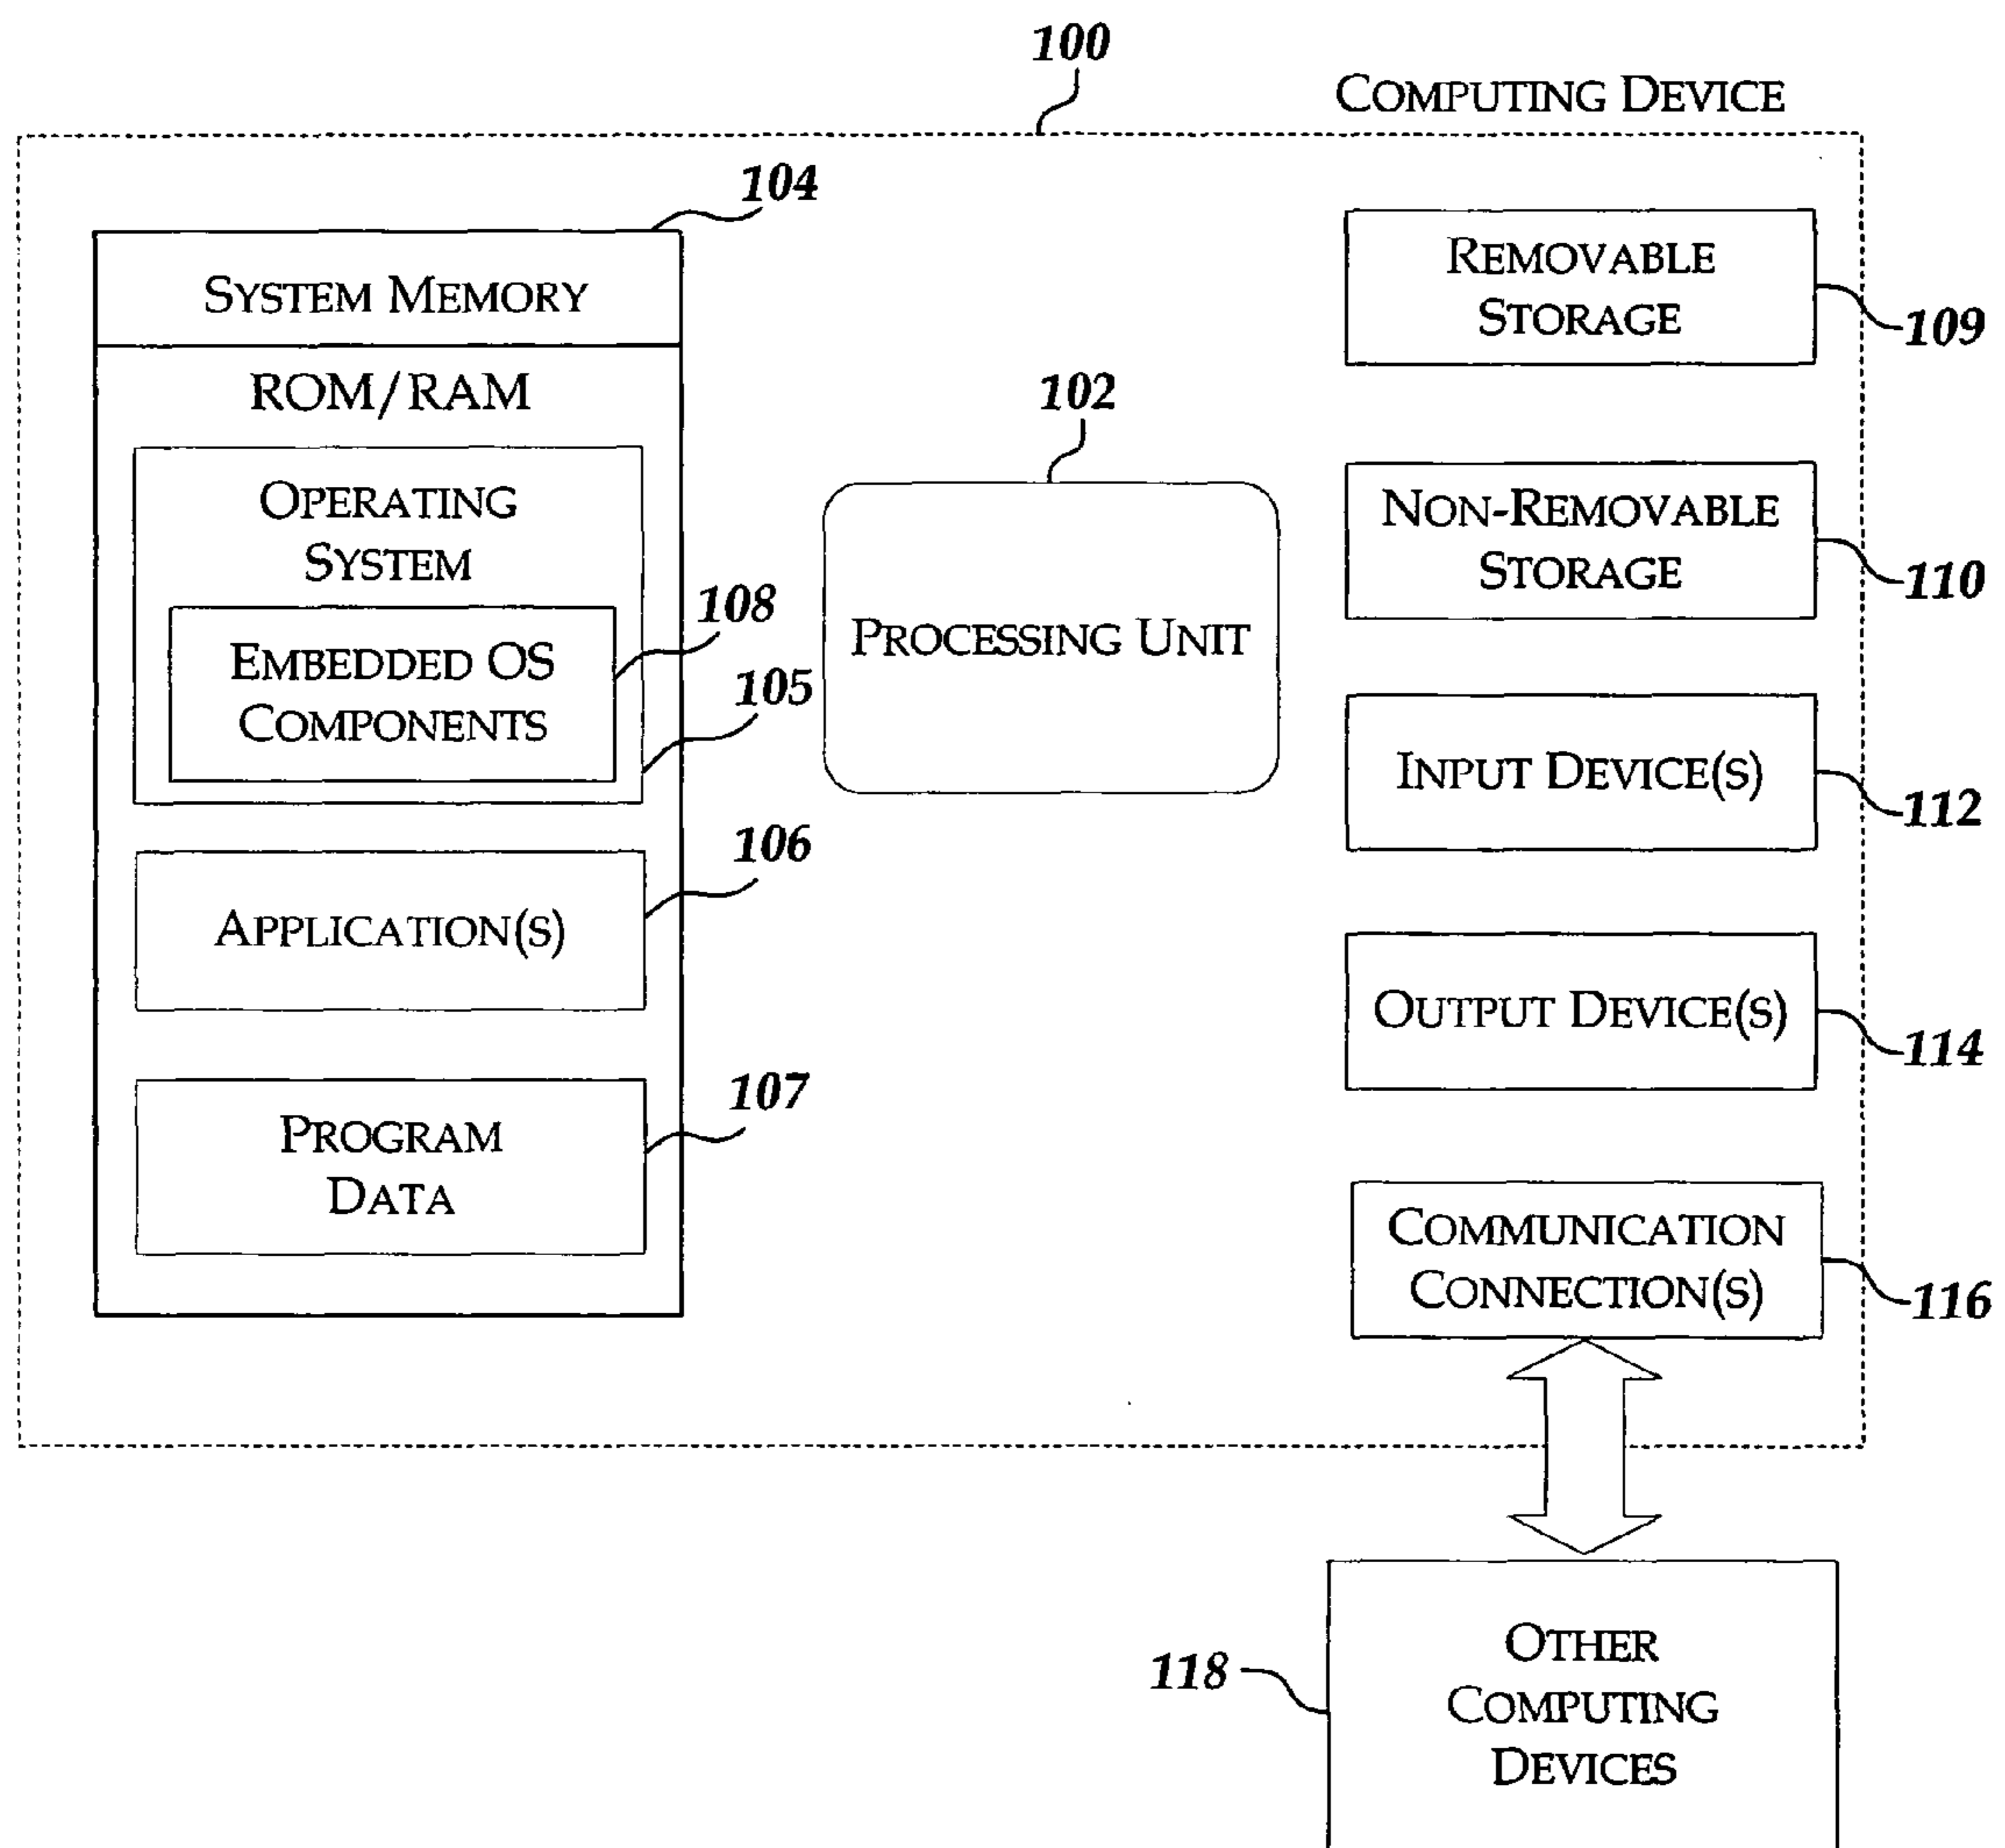 100
COMPUTING DEVICE
104
SYSTEM MEMORY
ROM/RAM
OPERATING
SYSTEM
108
EMBEDDED OS
COMPONENTS
105
106
APPLICATION(S)
107
PROGRAM
DATA
102
PROCESSING UNIT
REMOVABLE
STORAGE
109
NON-REMOVABLE
STORAGE
110
INPUT DEVICE(S)
112
OUTPUT DEVICE(S)
114
COMMUNICATION
CONNECTION(S)
116
118
OTHER
COMPUTING
DEVICES